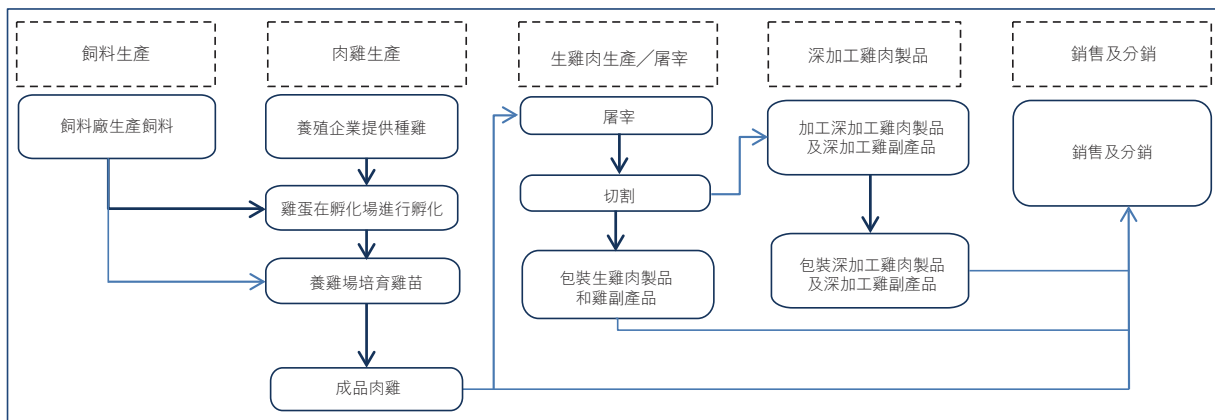 飼料生產
肉雞生產
生雞肉生產／屠宰
深加工雞肉製品
銷售及分銷
飼料廠生產飼料
養殖企業提供種雞
雞蛋在孵化場進行孵化
養雞場培育雞苗
成品肉雞
屠宰
切割
包裝生雞肉製品
和雞副產品
加工深加工雞肉製品
及深加工雞副產品
包裝深加工雞肉製品
及深加工雞副產品
銷售及分銷